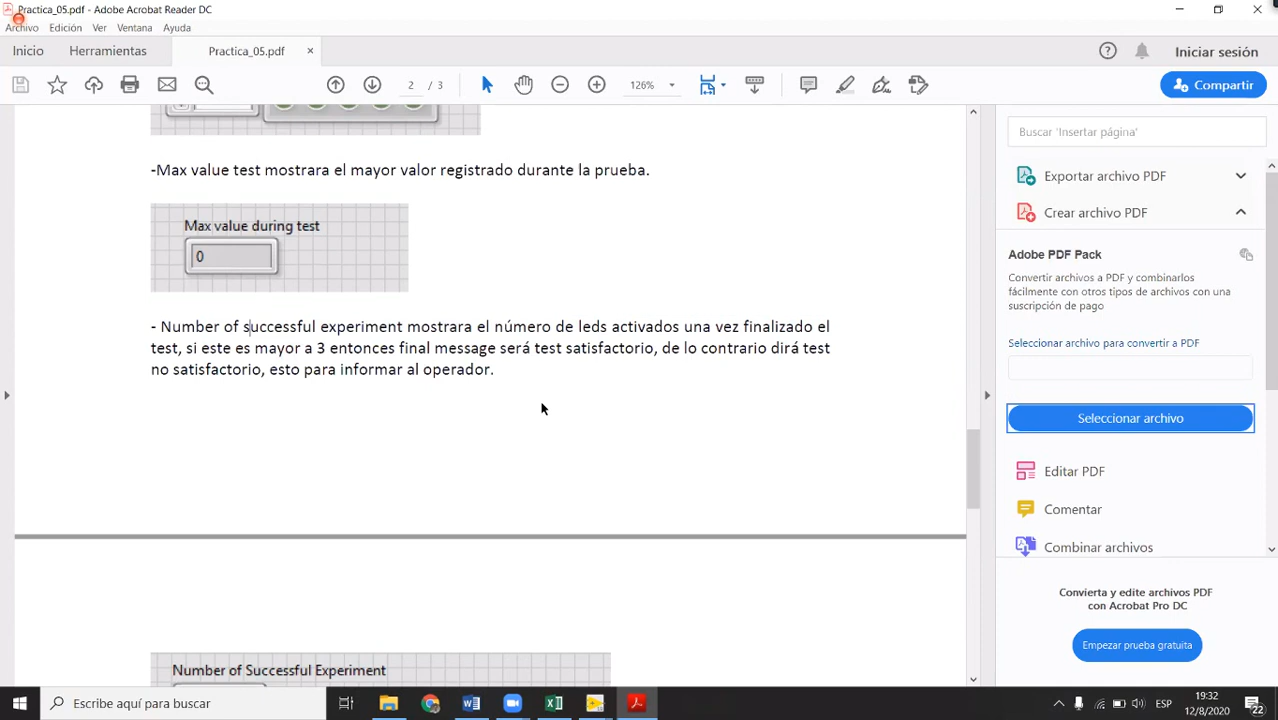 Practica_05.pdf - Adobe Acrobat Reader DC
Archivo Edición Ver Ventana Ayuda
Inicio Herramientas Practica_05.pdf × Iniciar sesión
2 / 3 126% Compartir
-Max value test mostrara el mayor valor registrado durante la prueba.
Max value during test
0
- Number of successful experiment mostrara el número de leds activados una vez finalizado el
test, si este es mayor a 3 entonces final message será test satisfactorio, de lo contrario dirá test
no satisfactorio, esto para informar al operador.
Number of Successful Experiment
Buscar 'Insertar página'
Exportar archivo PDF
Crear archivo PDF
Adobe PDF Pack
Convertir archivos a PDF y combinarlos
fácilmente con otros tipos de archivos con una
suscripción de pago
Seleccionar archivo para convertir a PDF
Seleccionar archivo
Editar PDF
Comentar
Combinar archivos
Convierta y edite archivos PDF
con Acrobat Pro DC
Empezar prueba gratuita
Escribe aquí para buscar
ESP
19:32
12/8/2020
22